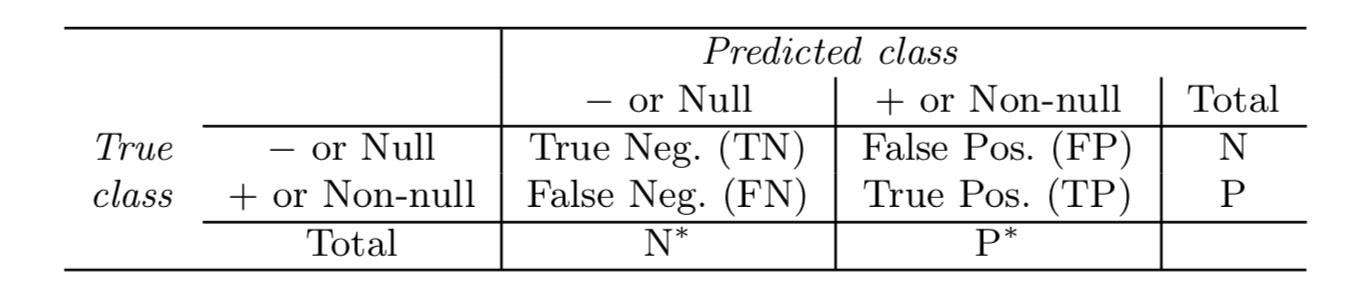 Predicted class
− or Null + or Non-null Total
True − or Null True Neg. (TN) False Pos. (FP) N
class + or Non-null False Neg. (FN) True Pos. (TP) P
Total N* P*